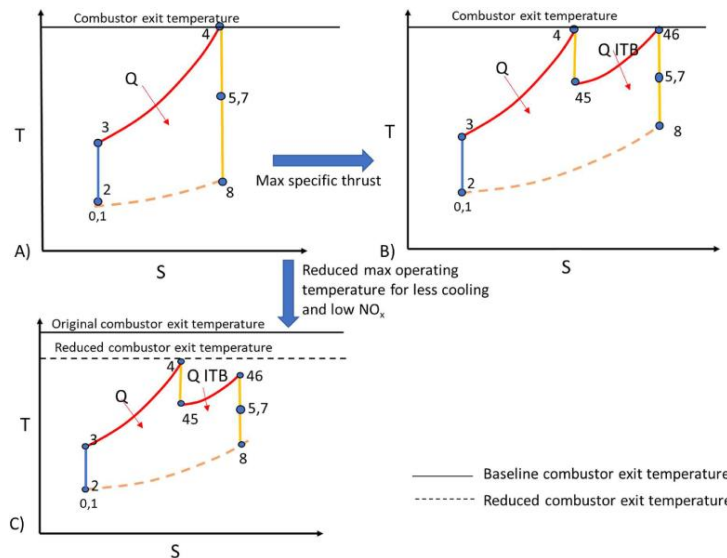 Combustor exit temperature
4
Q
3
5,7
T
2
0,1
8
A)
S
Max specific thrust
Combustor exit temperature
4
46
Q ITB
Q
45
5,7
3
T
8
2
0,1
B)
S
Reduced max operating
temperature for less cooling
and low NOx
Original combustor exit temperature
Reduced combustor exit temperature
4
Q ITB
46
Q
45
5,7
T
3
8
2
0,1
C)
S
Baseline combustor exit temperature
Reduced combustor exit temperature